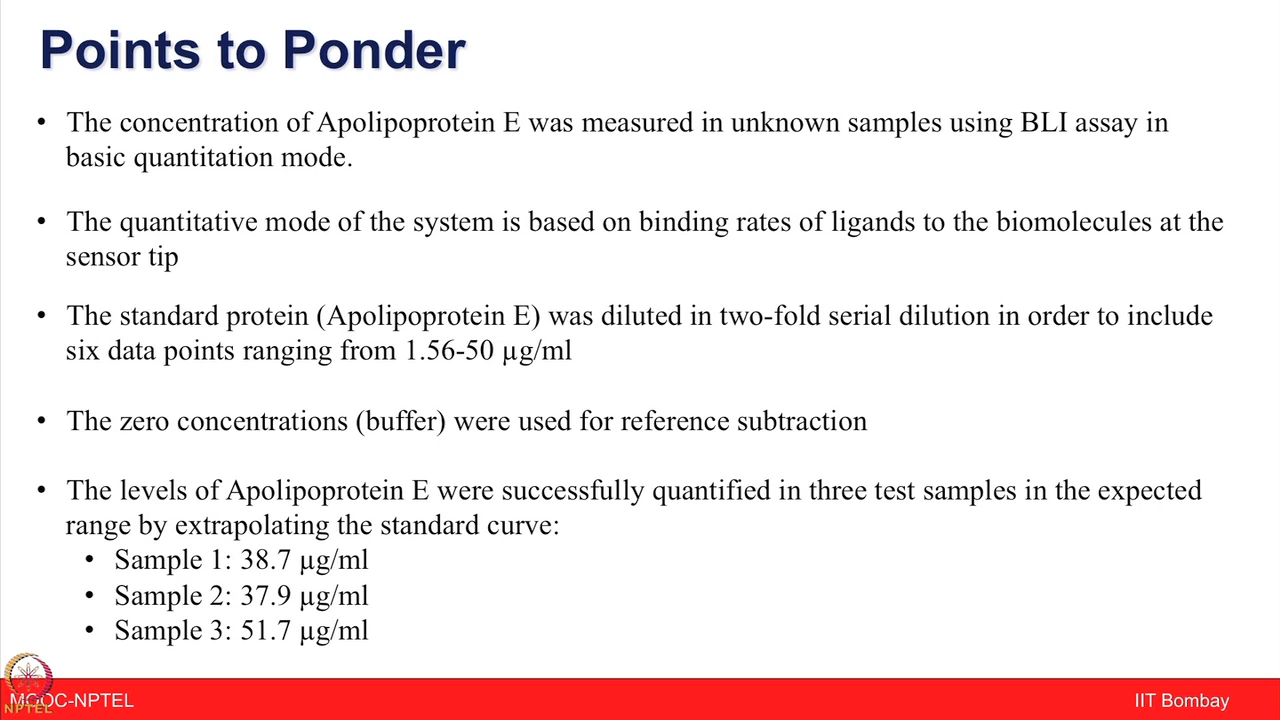 Points to Ponder
• The concentration of Apolipoprotein E was measured in unknown samples using BLI assay in
basic quantitation mode.
• The quantitative mode of the system is based on binding rates of ligands to the biomolecules at the
sensor tip
• The standard protein (Apolipoprotein E) was diluted in two-fold serial dilution in order to include
six data points ranging from 1.56-50 µg/ml
• The zero concentrations (buffer) were used for reference subtraction
• The levels of Apolipoprotein E were successfully quantified in three test samples in the expected
range by extrapolating the standard curve:
• Sample 1: 38.7 µg/ml
• Sample 2: 37.9 µg/ml
• Sample 3: 51.7 µg/ml
MOOC-NPTEL
NPTEL
IIT Bombay